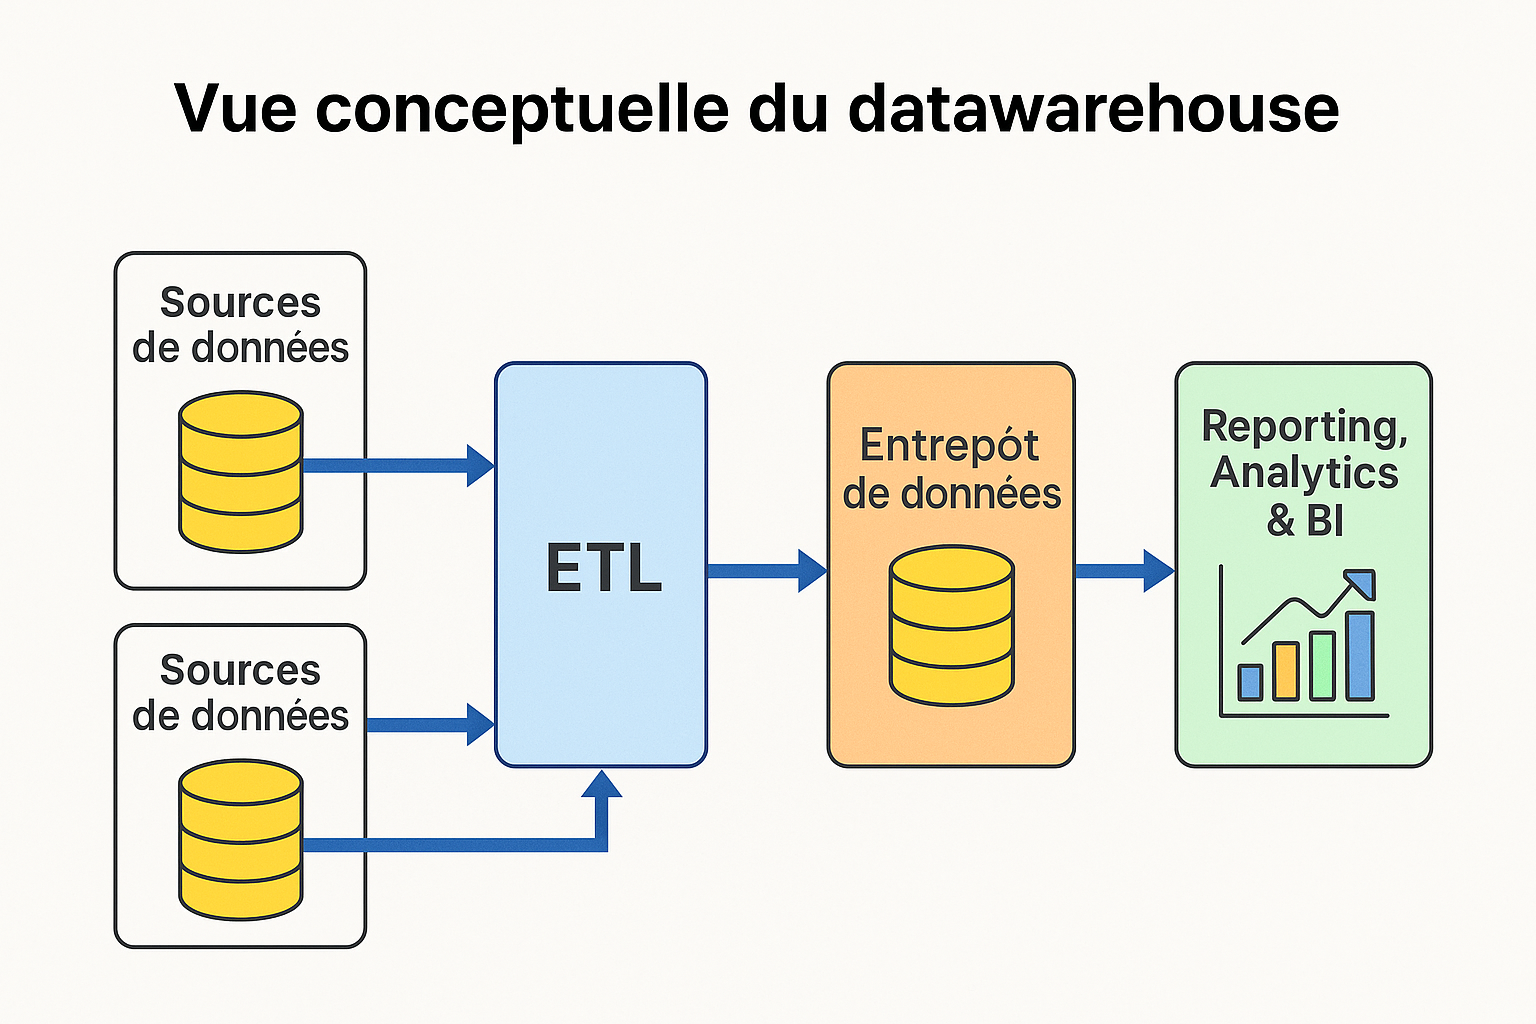 Vue conceptuelle du datawarehouse
Sources
de données
Sources
de données
ETL
Entrepót
de données
Reporting,
Analytics
& BI